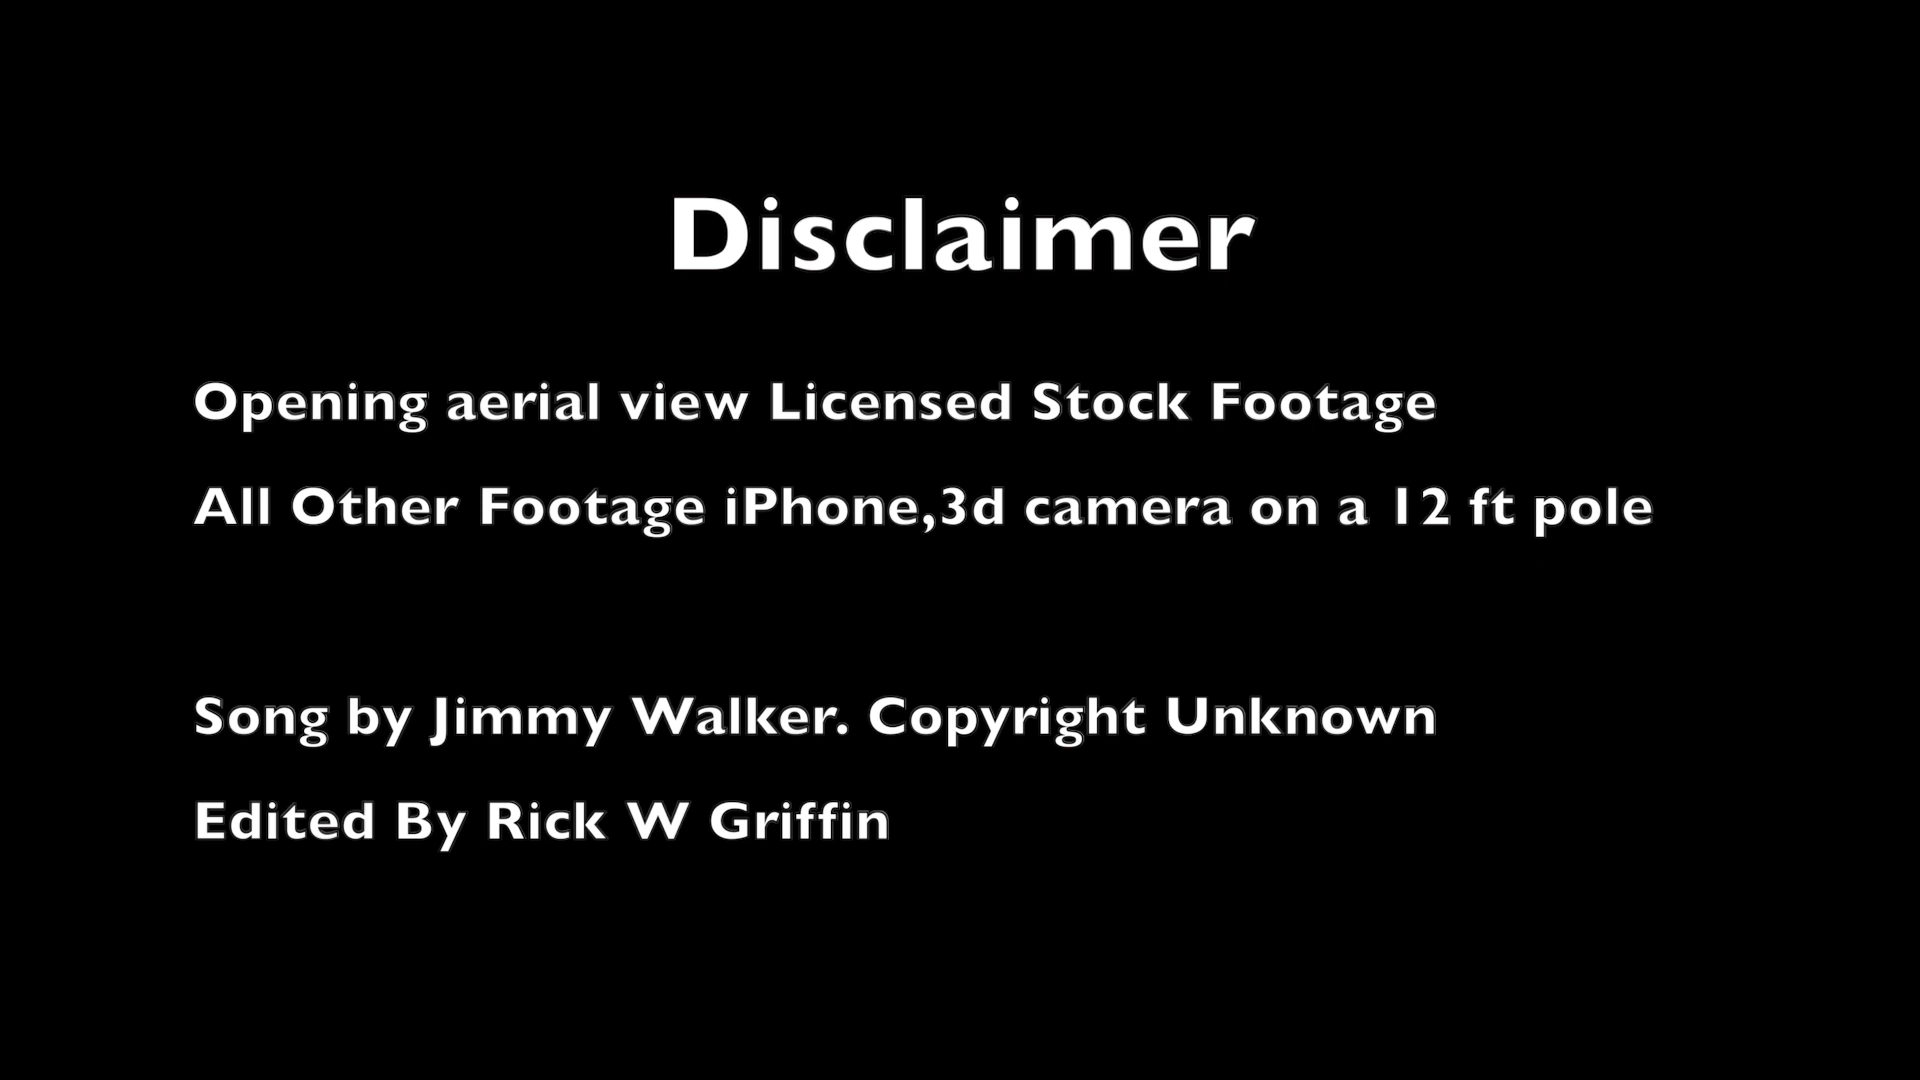 Disclaimer
Opening aerial view Licensed Stock Footage
All Other Footage iPhone,3d camera on a 12 ft pole
Song by Jimmy Walker. Copyright Unknown
Edited By Rick W Griffin